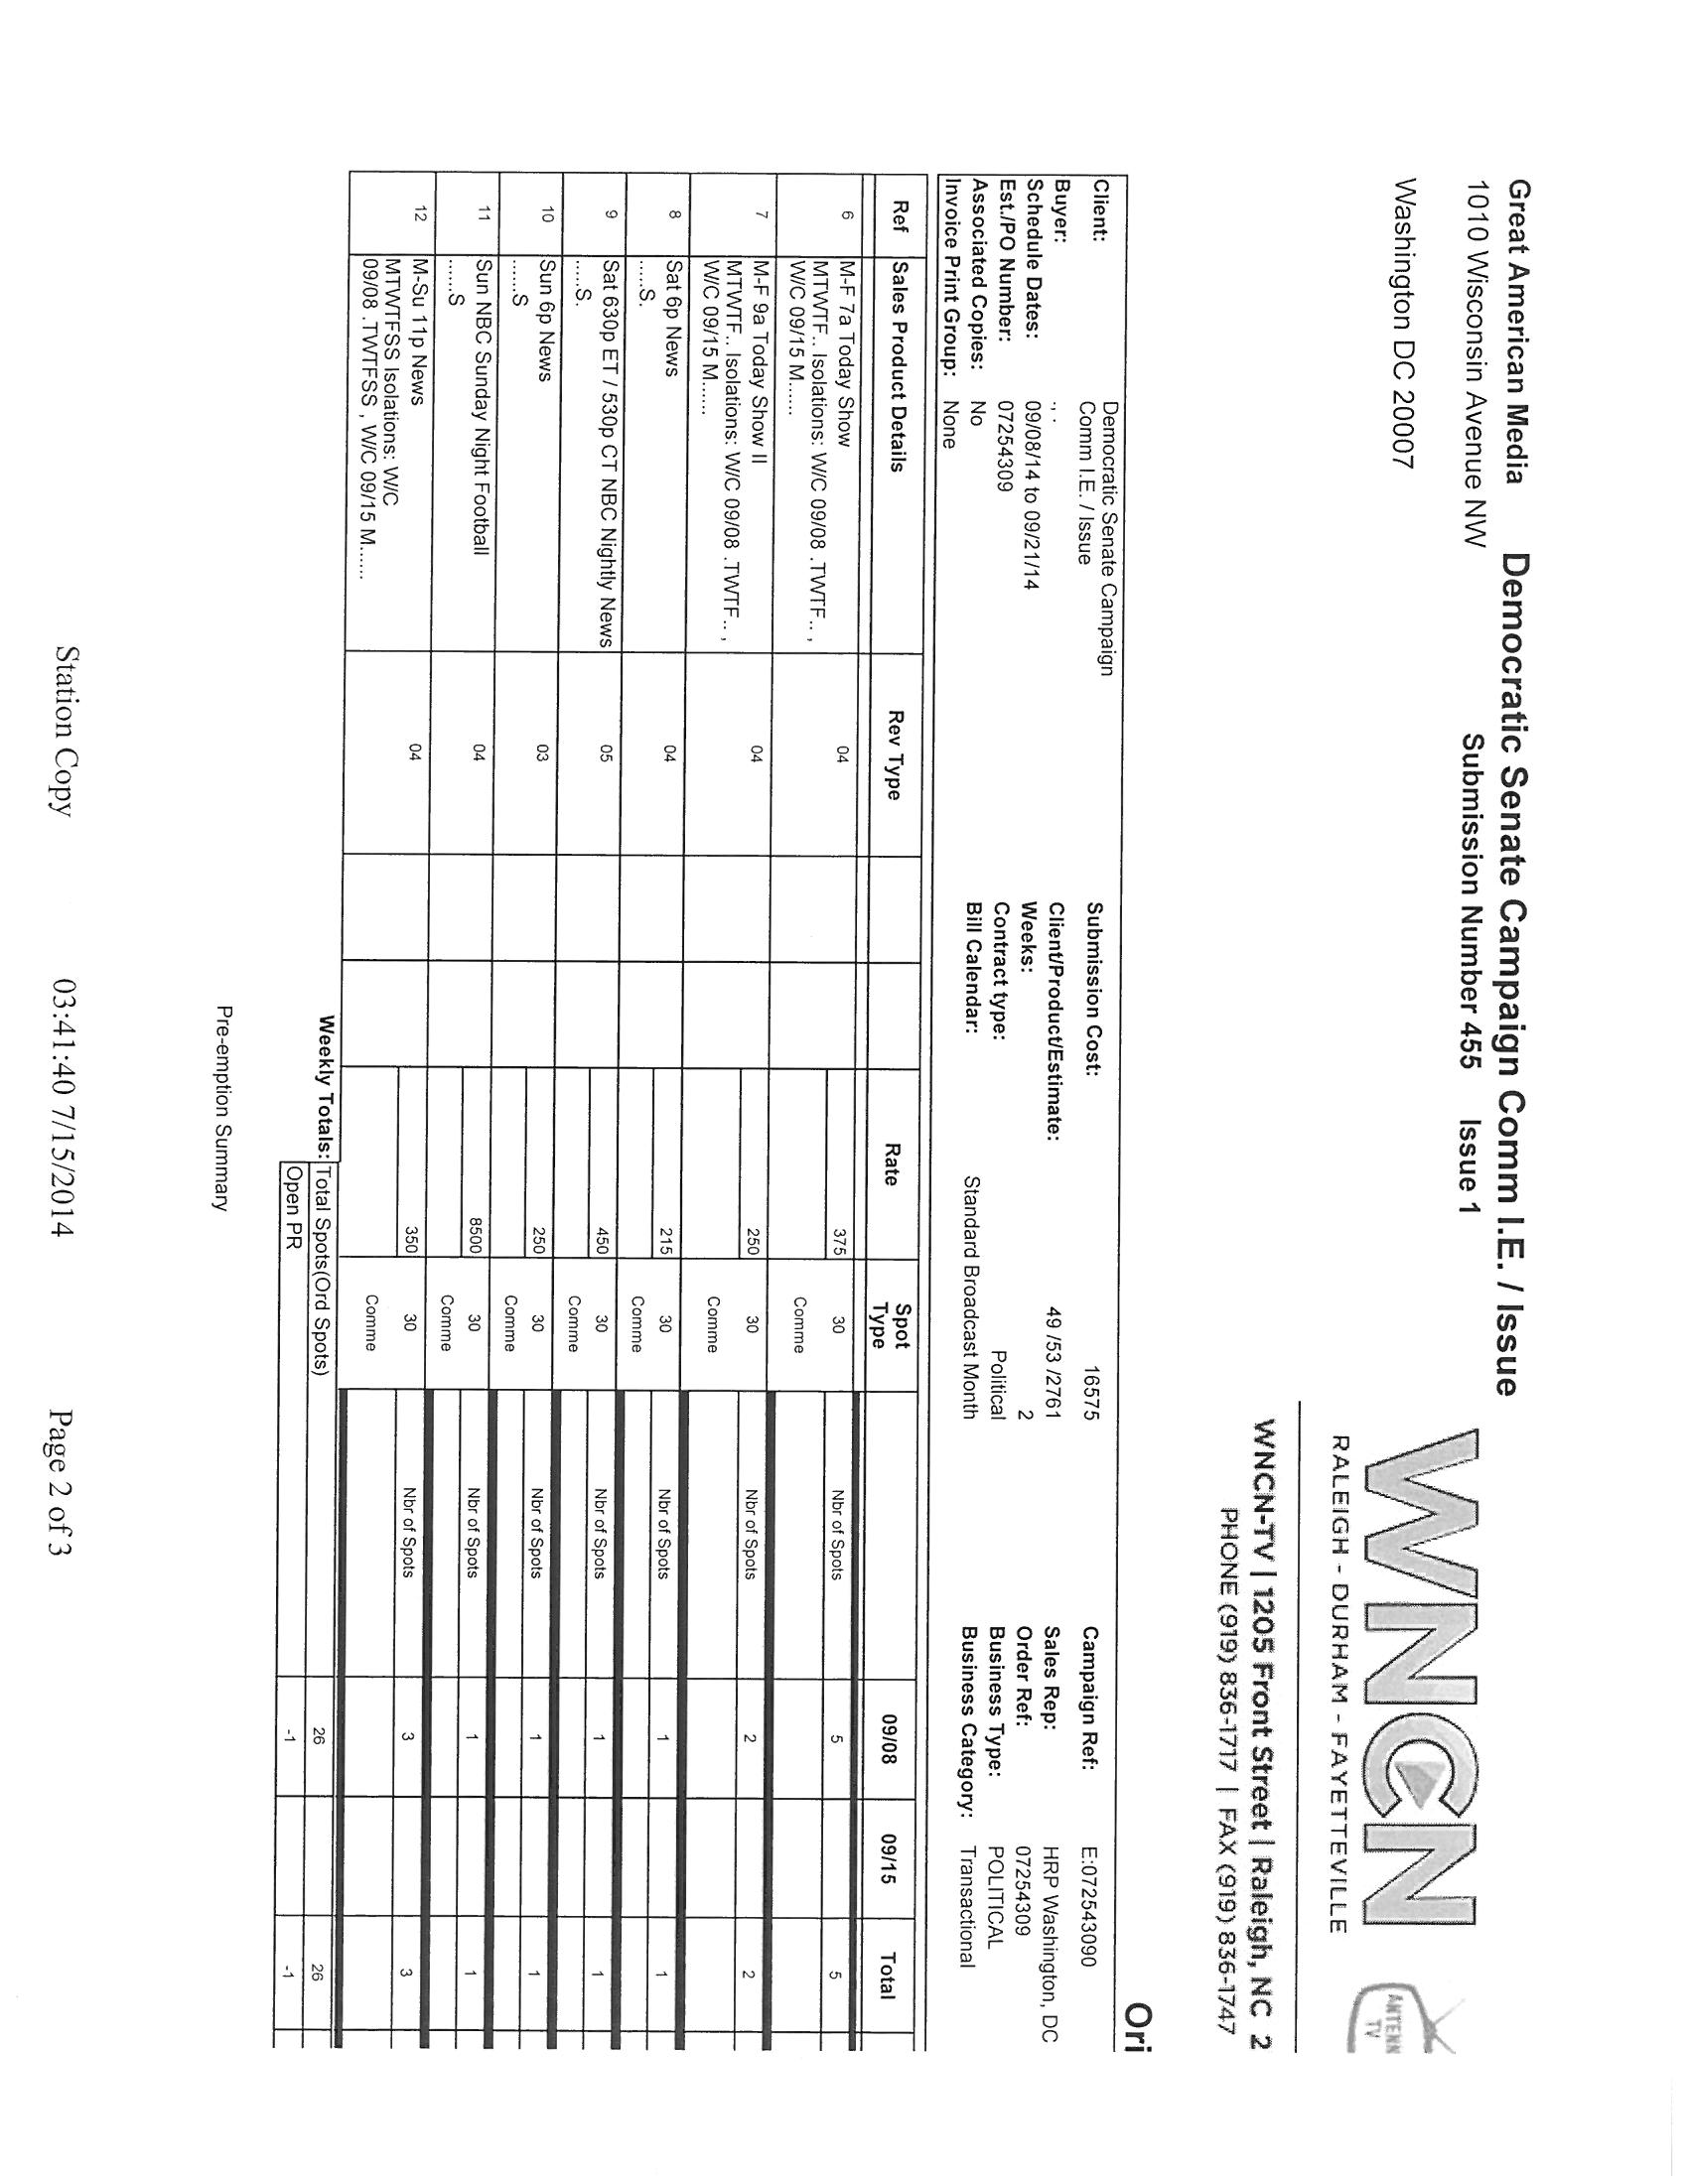 Great American Media
1010 Wisconsin Avenue NW
Washington DC 20007
Democratic Senate Campaign Comm I.E. / Issue
Submission Number 455 Issue 1
WNCN
RALEIGH - DURHAM - FAYETTEVILLE
ANTENN
TV
WNCN-TV | 1205 Front Street | Raleigh, NC 2
PHONE (919) 836-1717 | FAX (919) 836-1747
Ori
Client: Democratic Senate Campaign
Comm I.E. / Issue
Buyer: ., .
Schedule Dates: 09/08/14 to 09/21/14
Est./PO Number: 07254309
Associated Copies: No
Invoice Print Group: None
Submission Cost: 16575
Client/Product/Estimate: 49 /53 /2761
Weeks: 2
Contract type: Political
Bill Calendar: Standard Broadcast Month
Campaign Ref: E:072543090
Sales Rep: HRP Washington, DC
Order Ref: 07254309
Business Type: POLITICAL
Business Category: Transactional
Ref Sales Product Details Rev Type Rate Spot Type 09/08 09/15 Total
6 M-F 7a Today Show 04 375 30 Nbr of Spots 5 5
MTWTF.. Isolations: W/C 09/08 .TWTF.. ,
W/C 09/15 M...... Comme
7 M-F 9a Today Show II 04 250 30 Nbr of Spots 2 2
MTWTF.. Isolations: W/C 09/08 .TWTF.. ,
W/C 09/15 M...... Comme
8 Sat 6p News 04 215 30 Nbr of Spots 1 1
.....S. Comme
9 Sat 630p ET / 530p CT NBC Nightly News 05 450 30 Nbr of Spots 1 1
.....S. Comme
10 Sun 6p News 03 250 30 Nbr of Spots 1 1
......S Comme
11 Sun NBC Sunday Night Football 04 8500 30 Nbr of Spots 1 1
......S Comme
12 M-Su 11p News 04 350 30 Nbr of Spots 3 3
MTWTFSS Isolations: W/C
09/08 .TWTFSS , W/C 09/15 M...... Comme
Weekly Totals: Total Spots(Ord Spots) 26 26
Open PR -1 -1
Pre-emption Summary
Station Copy 03:41:40 7/15/2014 Page 2 of 3